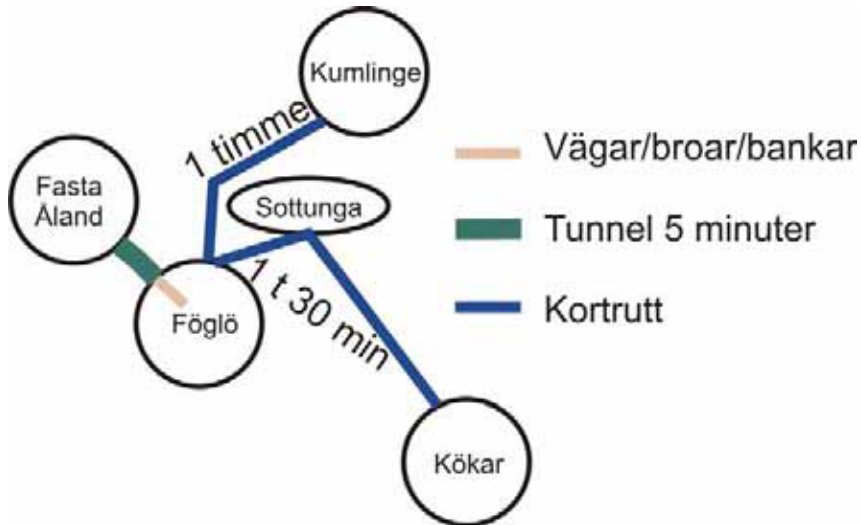 Kumlinge
1 timme
Fasta
Åland
Sottunga
Föglö
1 t 30 min
Kökar
Vägar/broar/bankar
Tunnel 5 minuter
Kortrutt